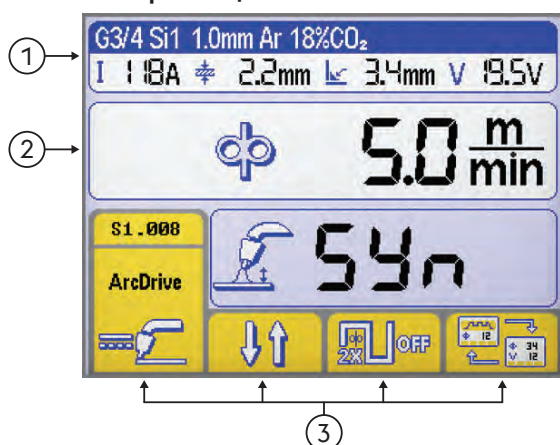 G3/4 Si1 1.0mm Ar 18%CO₂
I 118A 2.2mm 3.4mm V 19.5V
1
2
5.0 m/min
S1.008
Syn
ArcDrive
2X OFF
12
34
V 12
3